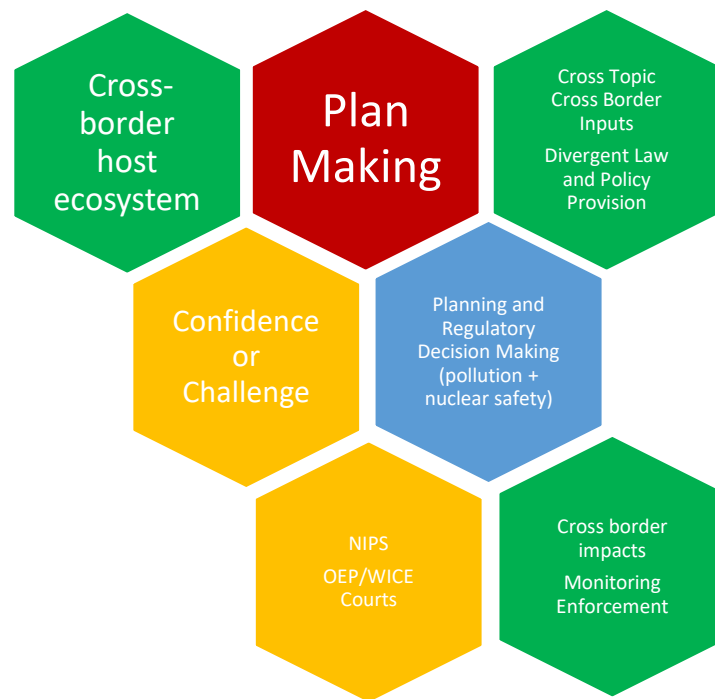 Cross-
border
host
ecosystem
Plan
Making
Cross Topic
Cross Border
Inputs
Divergent Law
and Policy
Provision
Confidence
or
Challenge
Planning and
Regulatory
Decision Making
(pollution +
nuclear safety)
NIPS
OEP/WICE
Courts
Cross border
impacts
Monitoring
Enforcement